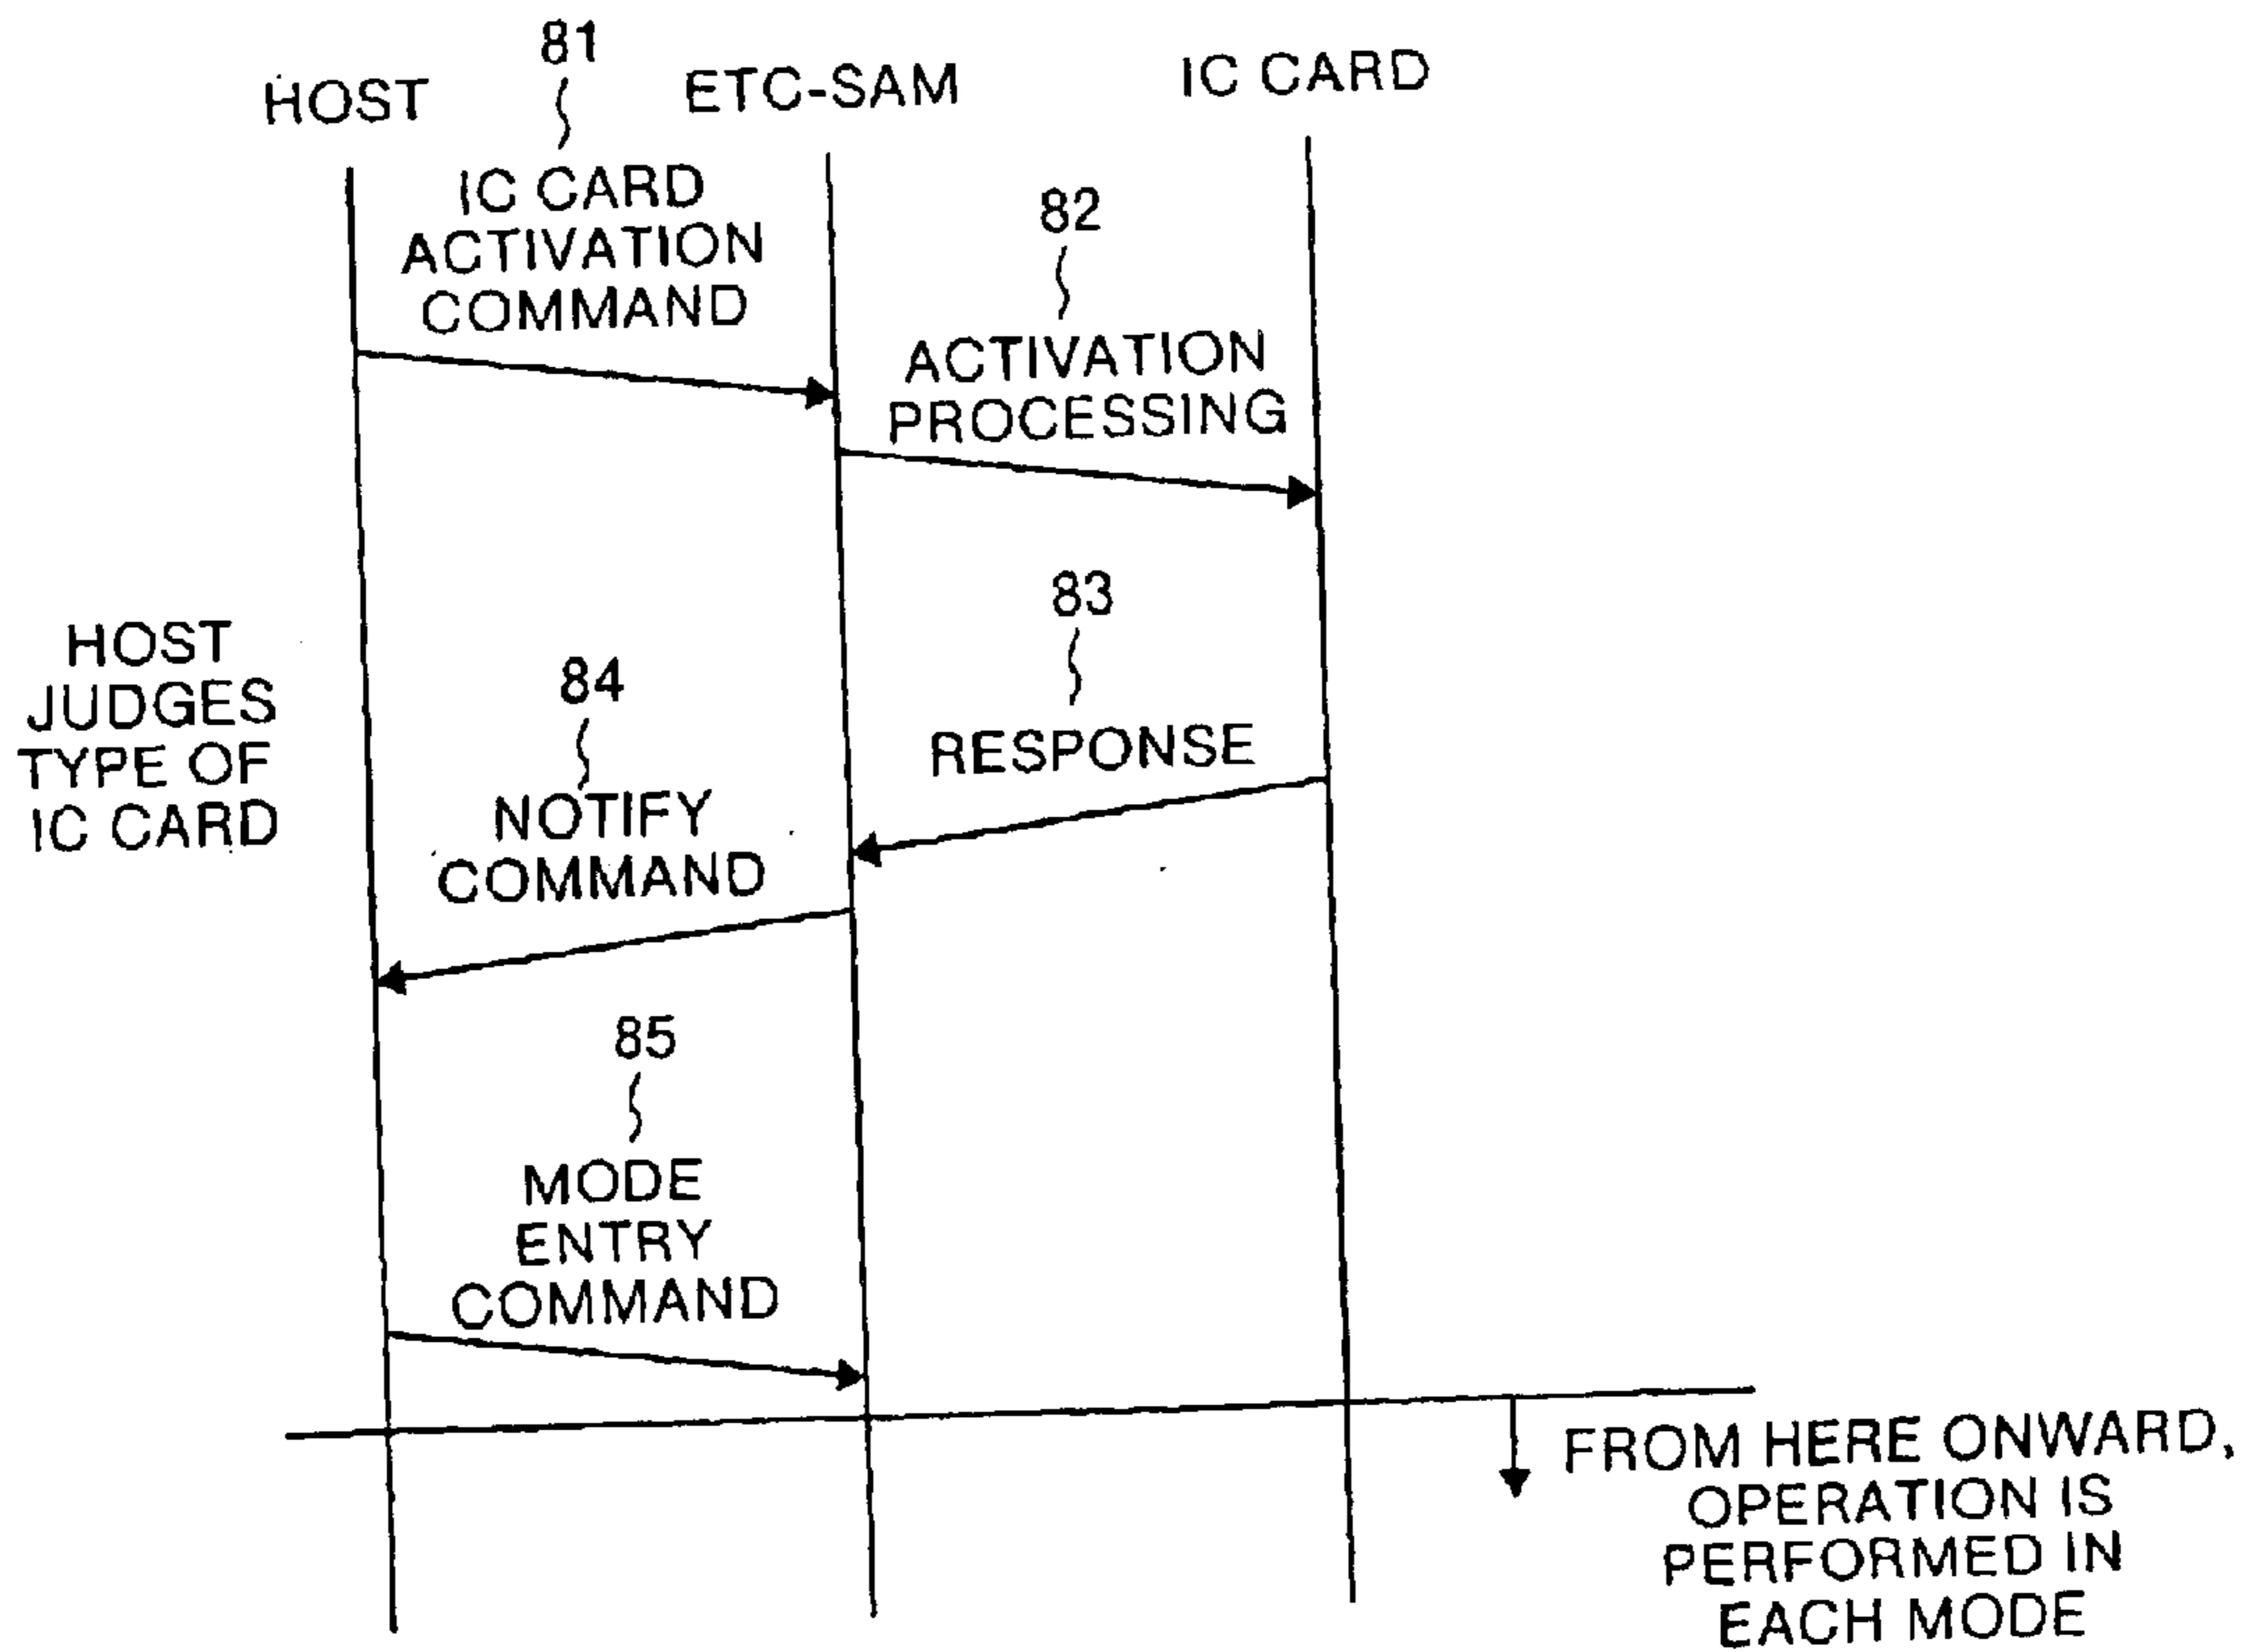 81
HOST
ETC-SAM
IC CARD
IC CARD
ACTIVATION
COMMAND
82
ACTIVATION
PROCESSING
83
RESPONSE
HOST
JUDGES
TYPE OF
IC CARD
84
NOTIFY
COMMAND
85
MODE
ENTRY
COMMAND
FROM HERE ONWARD,
OPERATION IS
PERFORMED IN
EACH MODE